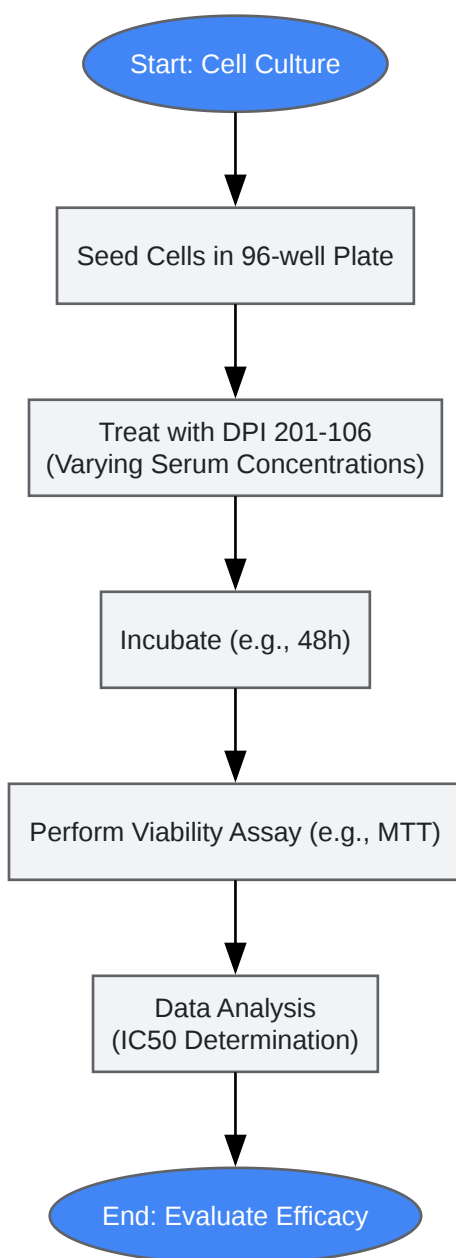 Start: Cell Culture
Seed Cells in 96-well Plate
Treat with DPI 201-106
(Varying Serum Concentrations)
Incubate (e.g., 48h)
Perform Viability Assay (e.g., MTT)
Data Analysis
(IC50 Determination)
End: Evaluate Efficacy